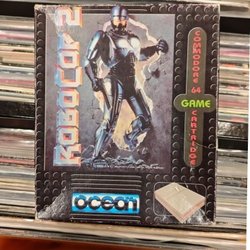 ROBOCOP 2
COMMODORE 64
GAME
CARTRIDGE
ocean